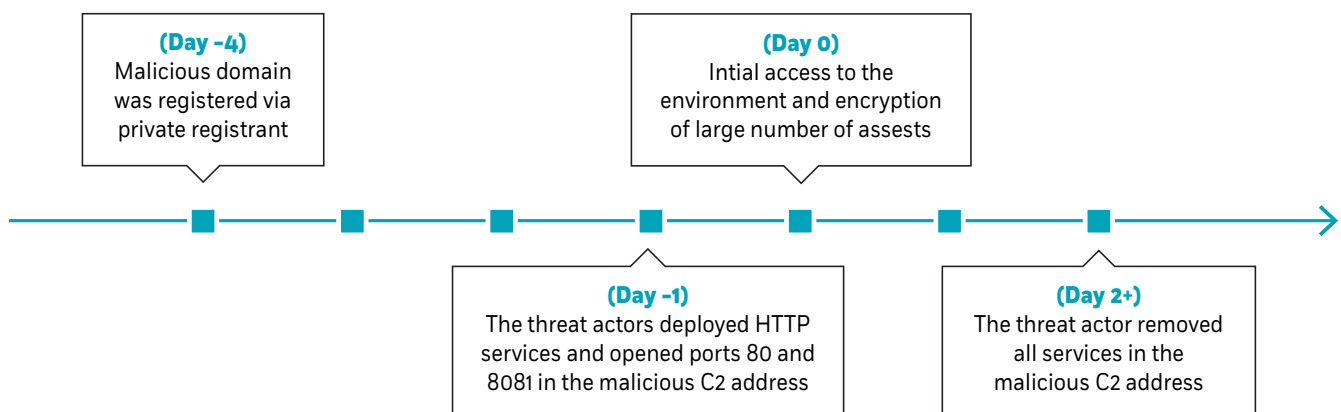 (Day -4)
Malicious domain
was registered via
private registrant
(Day 0)
Intial access to the
environment and encryption
of large number of assests
(Day -1)
The threat actors deployed HTTP
services and opened ports 80 and
8081 in the malicious C2 address
(Day 2+)
The threat actor removed
all services in the
malicious C2 address